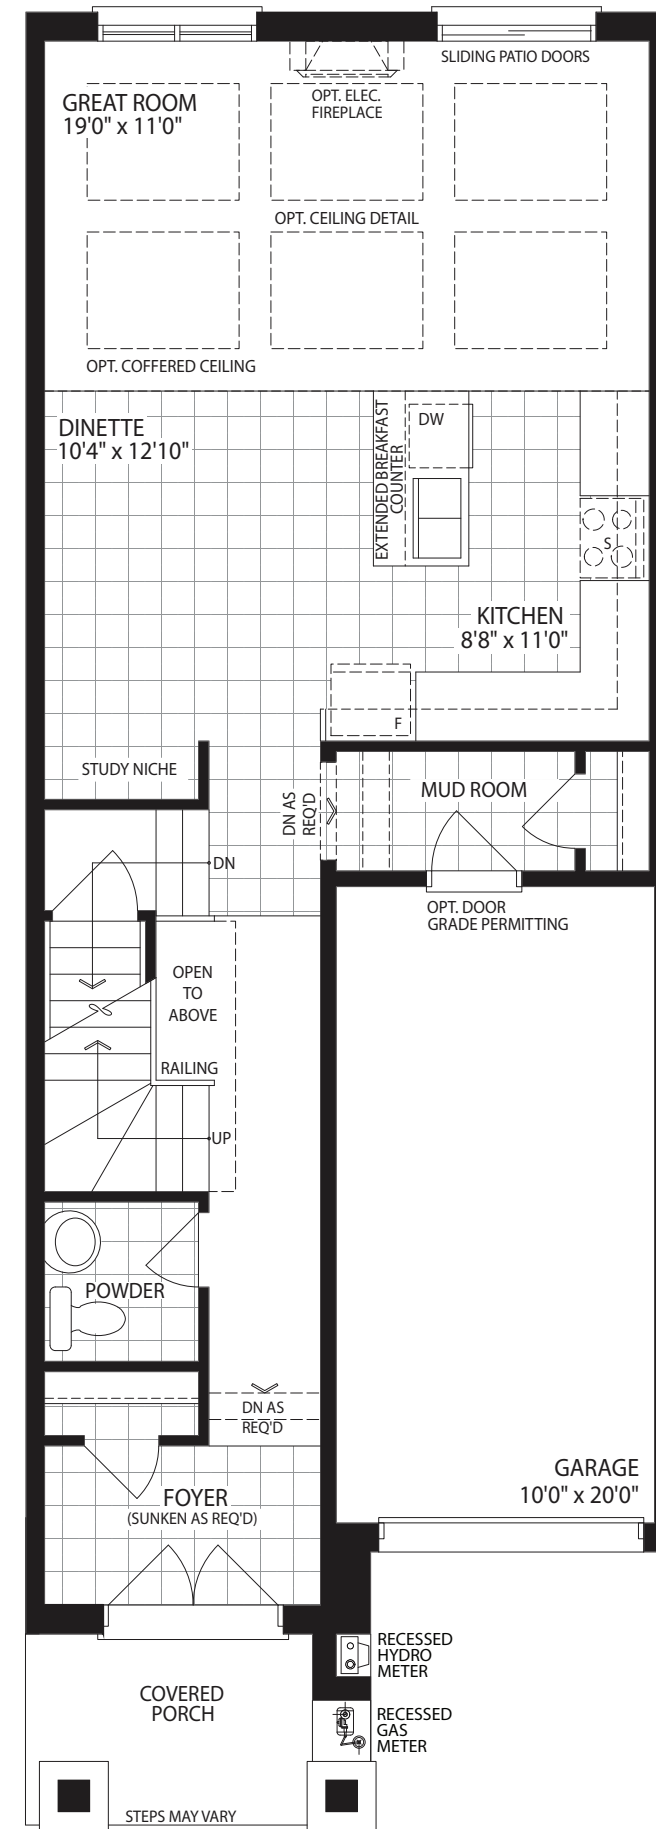 SLIDING PATIO DOORS
GREAT ROOM
19'0" x 11'0"
OPT. ELEC.
FIREPLACE
OPT. CEILING DETAIL
OPT. COFFERED CEILING
DINETTE
10'4" x 12'10"
EXTENDED BREAKFAST
COUNTER
DW
S
KITCHEN
8'8" x 11'0"
F
STUDY NICHE
DN AS
REQ'D
MUD ROOM
DN
OPT. DOOR
GRADE PERMITTING
OPEN
TO
ABOVE
RAILING
UP
POWDER
DN AS
REQ'D
GARAGE
10'0" x 20'0"
FOYER
(SUNKEN AS REQ'D)
RECESSED
HYDRO
METER
COVERED
PORCH
RECESSED
GAS
METER
STEPS MAY VARY